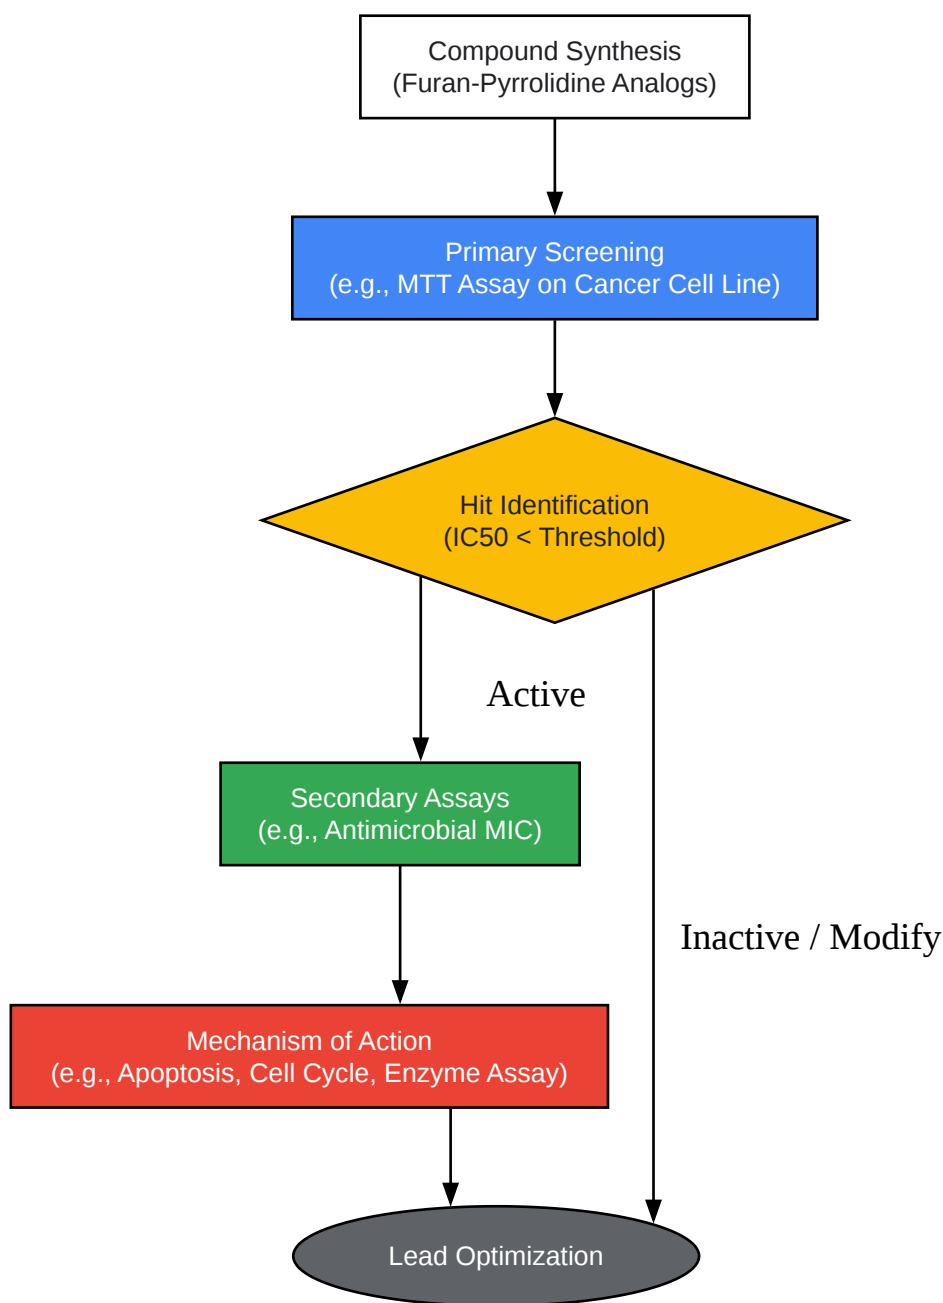 Compound Synthesis
(Furan-Pyrrolidine Analogs)
Primary Screening
(e.g., MTT Assay on Cancer Cell Line)
Hit Identification
(IC50 < Threshold)
Active
Secondary Assays
(e.g., Antimicrobial MIC)
Inactive / Modify
Mechanism of Action
(e.g., Apoptosis, Cell Cycle, Enzyme Assay)
Lead Optimization